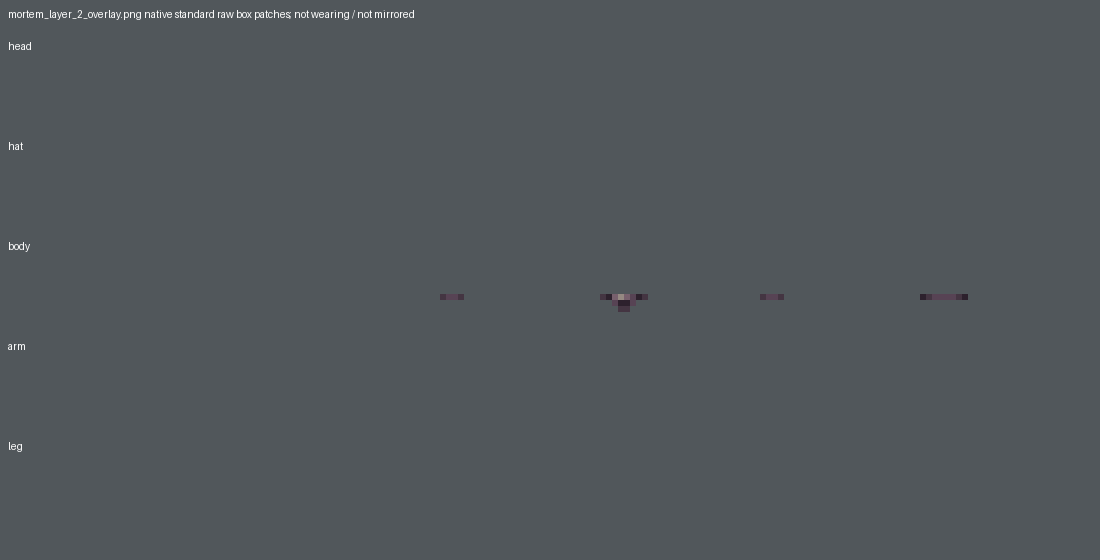 mortem_layer_2_overlay.png native standard raw box patches; not wearing / not mirrored
head
hat
body
arm
leg